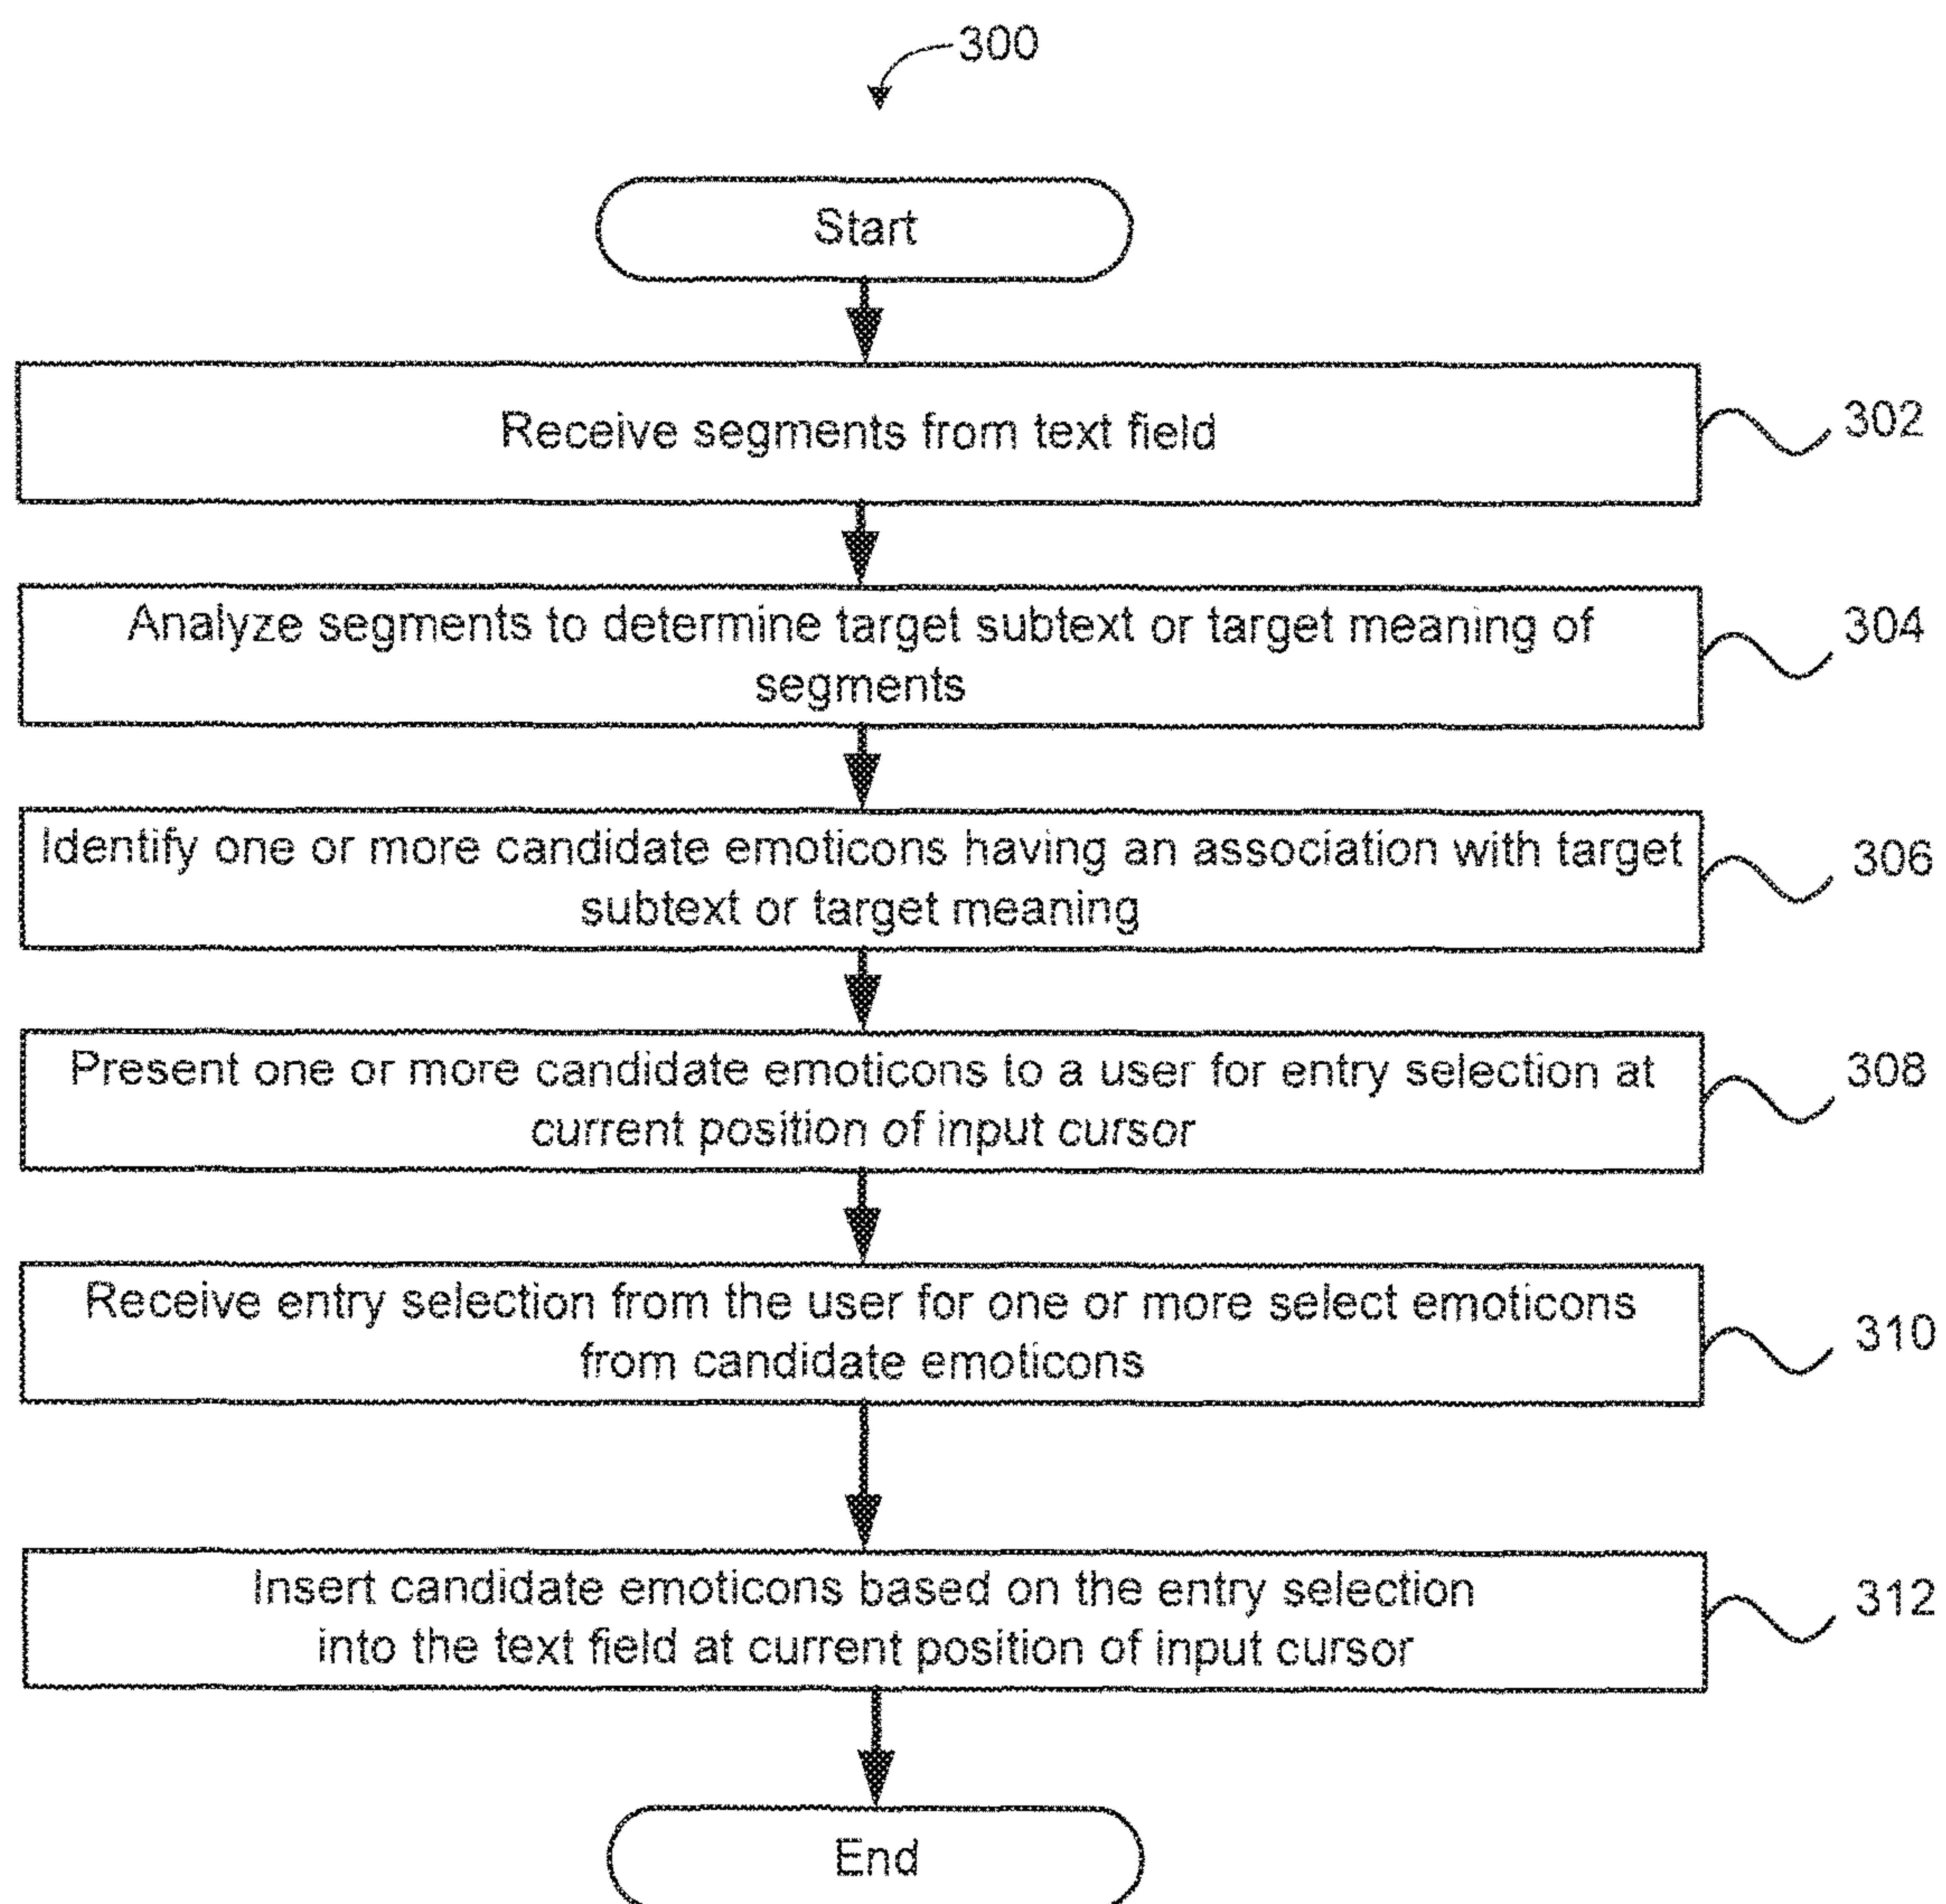 300
Start
Receive segments from text field
302
Analyze segments to determine target subtext or target meaning of
segments
304
Identify one or more candidate emoticons having an association with target
subtext or target meaning
306
Present one or more candidate emoticons to a user for entry selection at
current position of input cursor
308
Receive entry selection from the user for one or more select emoticons
from candidate emoticons
310
Insert candidate emoticons based on the entry selection
into the text field at current position of input cursor
312
End